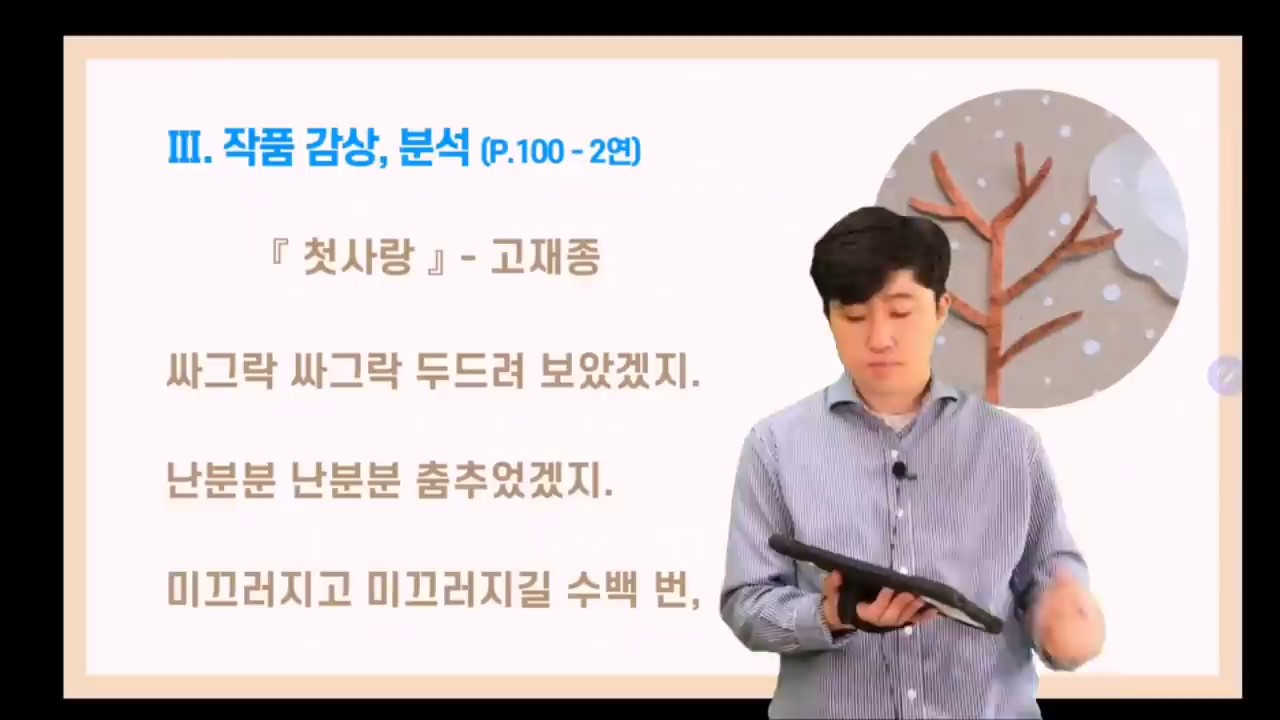 Ⅲ. 작품 감상, 분석 (P.100 - 2연)
『 첫사랑 』 - 고재종
싸그락 싸그락 두드려 보았겠지.
난분분 난분분 춤추었겠지.
미끄러지고 미끄러지길 수백 번,